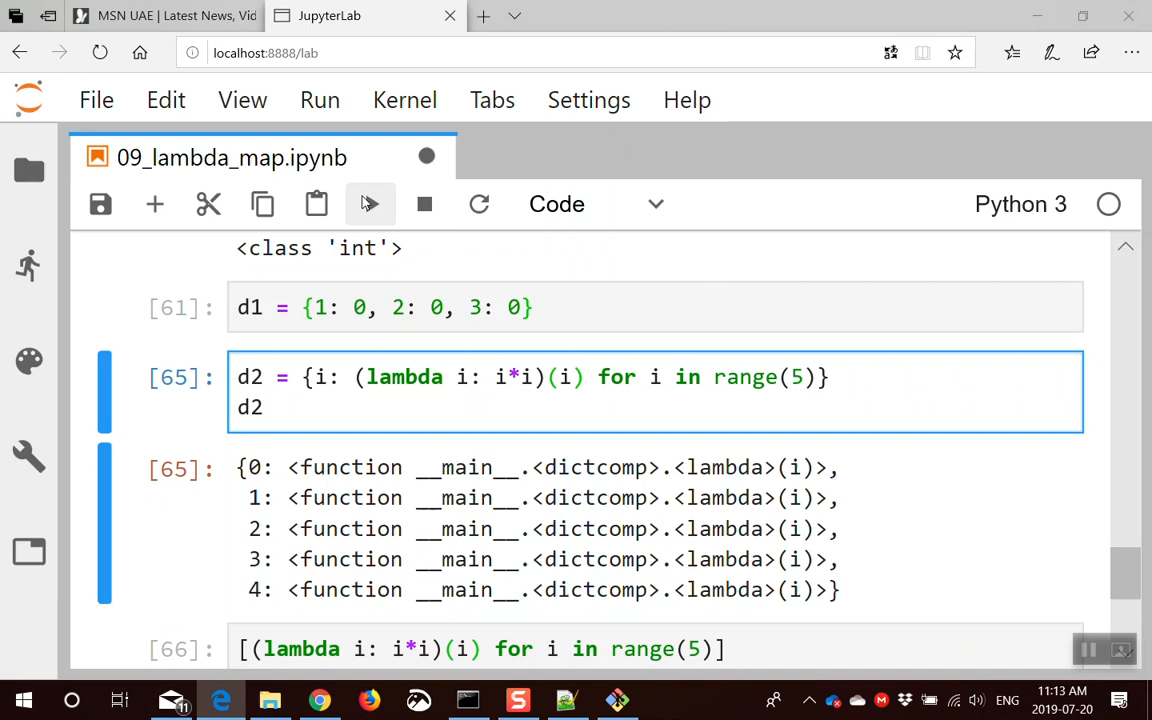 MSN UAE | Latest News, Vid
JupyterLab
localhost:8888/lab
File Edit View Run Kernel Tabs Settings Help
09_lambda_map.ipynb
Code
Python 3
<class 'int'>
[61]: d1 = {1: 0, 2: 0, 3: 0}
[65]: d2 = {i: (lambda i: i*i)(i) for i in range(5)}
d2
[65]: {0: <function __main__.<dictcomp>.<lambda>(i)>,
1: <function __main__.<dictcomp>.<lambda>(i)>,
2: <function __main__.<dictcomp>.<lambda>(i)>,
3: <function __main__.<dictcomp>.<lambda>(i)>,
4: <function __main__.<dictcomp>.<lambda>(i)>}
[66]: [(lambda i: i*i)(i) for i in range(5)]
11
ENG
11:13 AM
2019-07-20